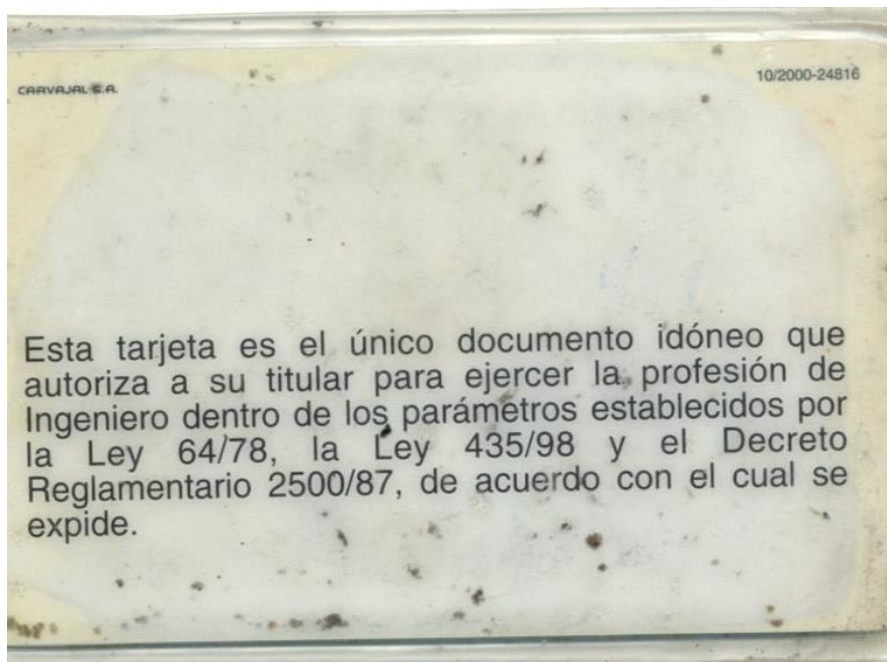 CARVAJAL S.A.
10/2000-24816
Esta tarjeta es el único documento idóneo que
autoriza a su titular para ejercer la profesión de
Ingeniero dentro de los parámetros establecidos por
la Ley 64/78, la Ley 435/98 y el Decreto
Reglamentario 2500/87, de acuerdo con el cual se
expide.